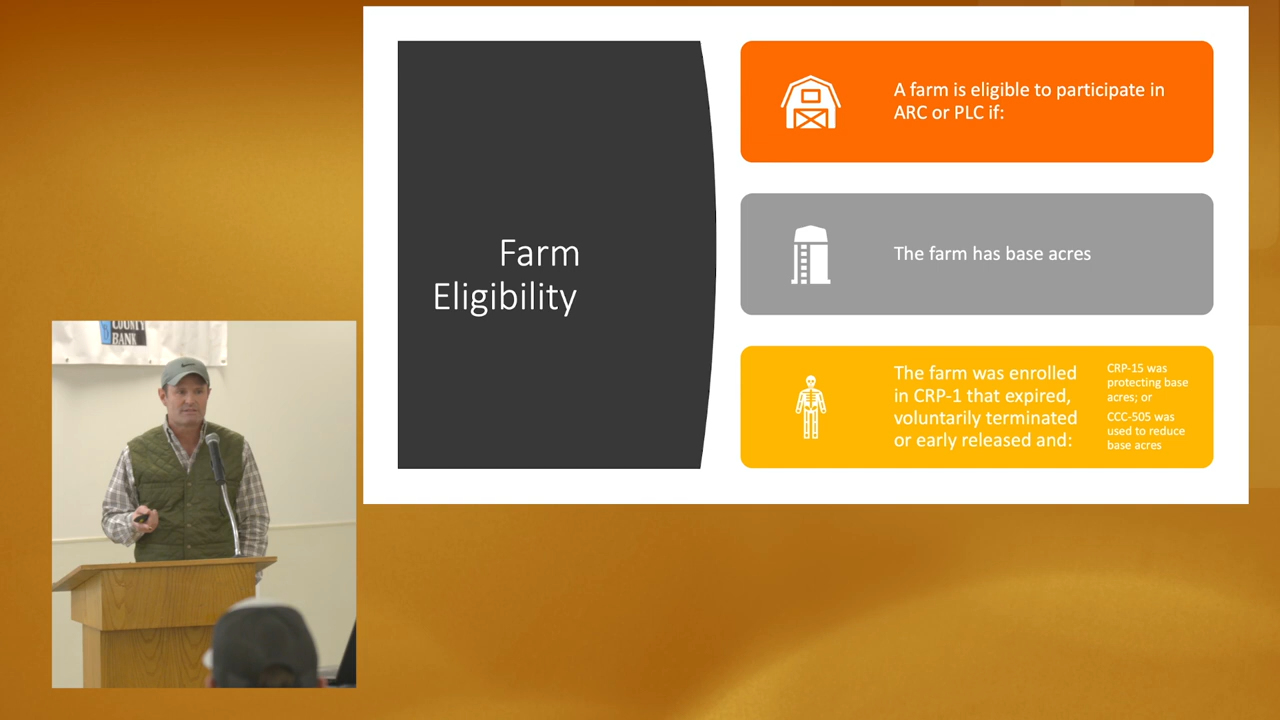 Farm
Eligibility
A farm is eligible to participate in
ARC or PLC if:
The farm has base acres
The farm was enrolled
in CRP-1 that expired,
voluntarily terminated
or early released and:
CRP-15 was
protecting base
acres; or
CCC-505 was
used to reduce
base acres
COUNTY
BANK